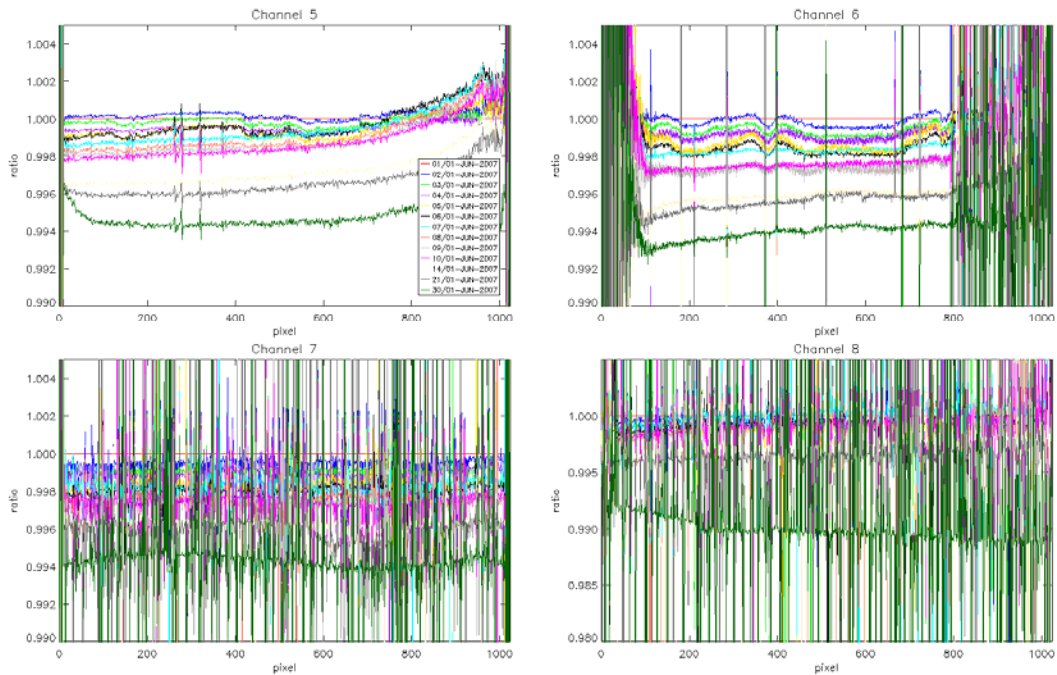 Channel 5
1.004
1.002
1.000
0.998
0.996
0.994
0.992
0.990
ratio
0 200 400 600 800 1000
pixel
01/01-JUN-2007
02/01-JUN-2007
03/01-JUN-2007
04/01-JUN-2007
05/01-JUN-2007
06/01-JUN-2007
07/01-JUN-2007
08/01-JUN-2007
09/01-JUN-2007
10/01-JUN-2007
14/01-JUN-2007
21/01-JUN-2007
30/01-JUN-2007
Channel 6
1.004
1.002
1.000
0.998
0.996
0.994
0.992
0.990
ratio
0 200 400 600 800 1000
pixel
Channel 7
1.004
1.002
1.000
0.998
0.996
0.994
0.992
0.990
ratio
0 200 400 600 800 1000
pixel
Channel 8
1.000
0.995
0.990
0.985
0.980
ratio
0 200 400 600 800 1000
pixel